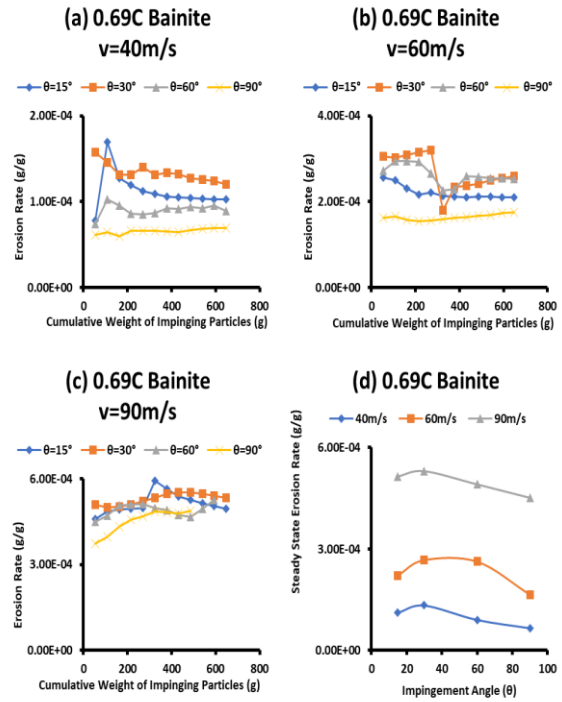 (a) 0.69C Bainite
v=40m/s
θ=15° θ=30° θ=60° θ=90°
2.00E-04
1.00E-04
0.00E+00
0 200 400 600 800
Erosion Rate (g/g)
Cumulative Weight of Impinging Particles (g)
(b) 0.69C Bainite
v=60m/s
θ=15° θ=30° θ=60° θ=90°
4.00E-04
2.00E-04
0.00E+00
0 200 400 600 800
Erosion Rate (g/g)
Cumulative Weight of Impinging Particles (g)
(c) 0.69C Bainite
v=90m/s
θ=15° θ=30° θ=60° θ=90°
6.00E-04
3.00E-04
0.00E+00
0 200 400 600 800
Erosion Rate (g/g)
Cumulative Weight of Impinging Particles (g)
(d) 0.69C Bainite
40m/s 60m/s 90m/s
6.00E-04
3.00E-04
0.00E+00
0 20 40 60 80 100
Steady State Erosion Rate (g/g)
Impingement Angle (θ)